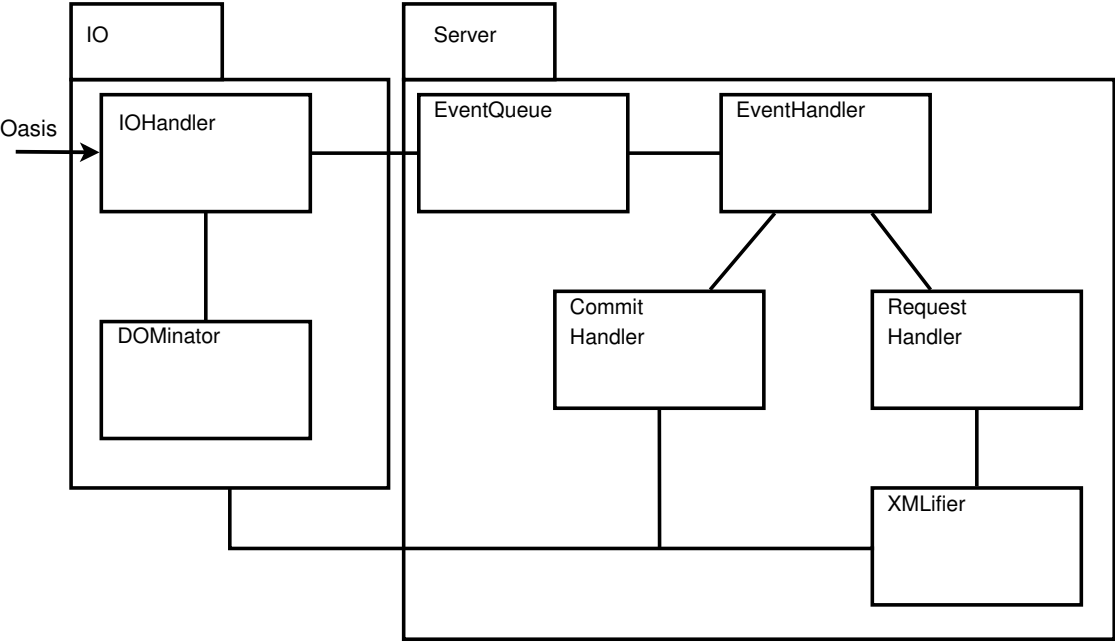 IO
Server
Oasis
IOHandler
EventQueue
EventHandler
DOMinator
Commit
Handler
Request
Handler
XMLifier